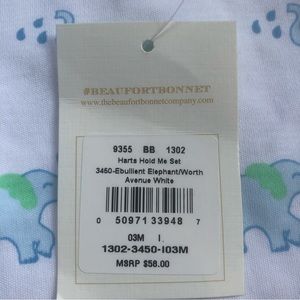 #BEAUFORTBONNET
www.thebeaufortbonnetcompany.com
9355 BB 1302
Harts Hold Me Set
3450-Ebullient Elephant/Worth
Avenue White
0 50971 33948 7
03M I
1302-3450-I03M
MSRP $58.00